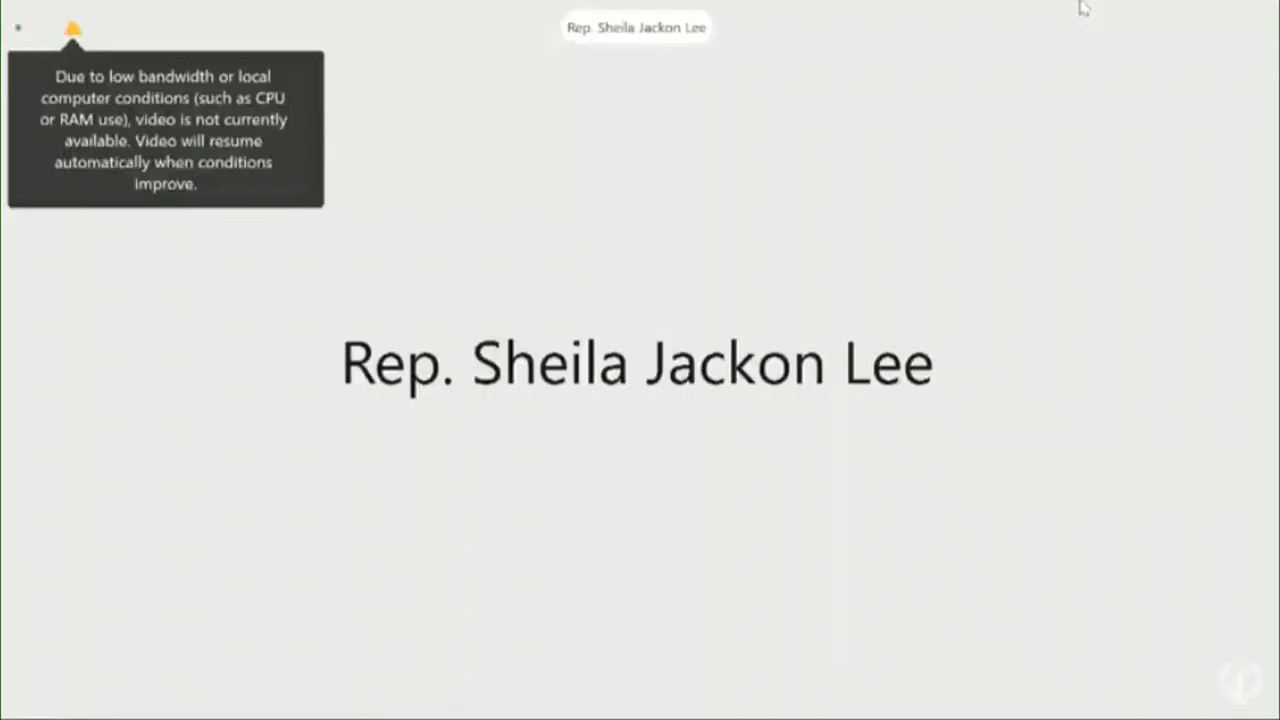 Rep. Sheila Jackon Lee
Due to low bandwidth or local
computer conditions (such as CPU
or RAM use), video is not currently
available. Video will resume
automatically when conditions
improve.
Rep. Sheila Jackon Lee